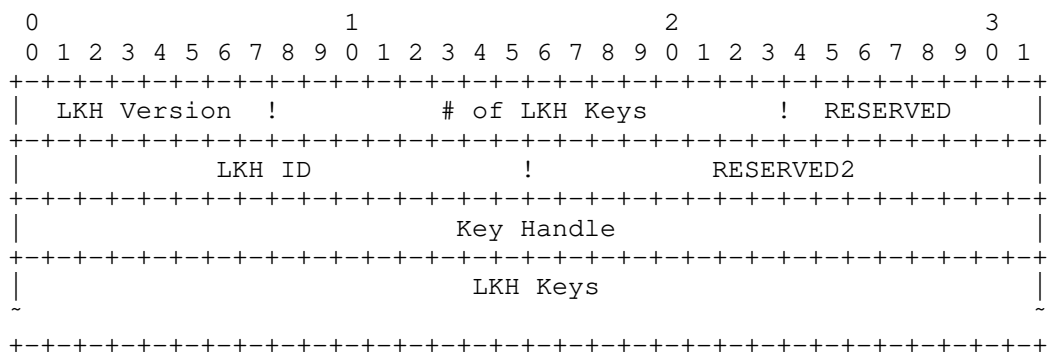 0                   1                   2                   3
 0 1 2 3 4 5 6 7 8 9 0 1 2 3 4 5 6 7 8 9 0 1 2 3 4 5 6 7 8 9 0 1
+-+-+-+-+-+-+-+-+-+-+-+-+-+-+-+-+-+-+-+-+-+-+-+-+-+-+-+-+-+-+-+-+
|  LKH Version  !          # of LKH Keys        !  RESERVED     |
+-+-+-+-+-+-+-+-+-+-+-+-+-+-+-+-+-+-+-+-+-+-+-+-+-+-+-+-+-+-+-+-+
|            LKH ID             !           RESERVED2           |
+-+-+-+-+-+-+-+-+-+-+-+-+-+-+-+-+-+-+-+-+-+-+-+-+-+-+-+-+-+-+-+-+
|                           Key Handle                          |
+-+-+-+-+-+-+-+-+-+-+-+-+-+-+-+-+-+-+-+-+-+-+-+-+-+-+-+-+-+-+-+-+
|                            LKH Keys                           |
~                                                               ~
+-+-+-+-+-+-+-+-+-+-+-+-+-+-+-+-+-+-+-+-+-+-+-+-+-+-+-+-+-+-+-+-+